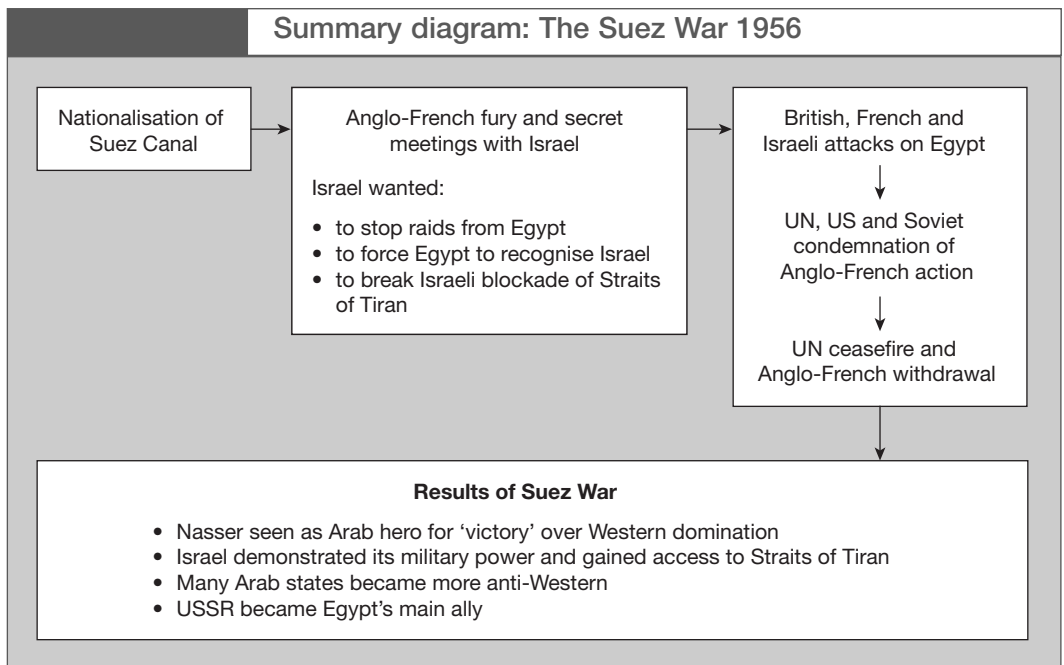 Summary diagram: The Suez War 1956
Nationalisation of
Suez Canal
Anglo-French fury and secret
meetings with Israel
Israel wanted:
• to stop raids from Egypt
• to force Egypt to recognise Israel
• to break Israeli blockade of Straits
of Tiran
British, French and
Israeli attacks on Egypt
UN, US and Soviet
condemnation of
Anglo-French action
UN ceasefire and
Anglo-French withdrawal
Results of Suez War
• Nasser seen as Arab hero for ‘victory’ over Western domination
• Israel demonstrated its military power and gained access to Straits of Tiran
• Many Arab states became more anti-Western
• USSR became Egypt’s main ally